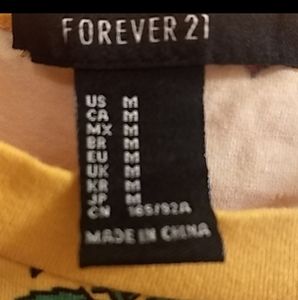 FOREVER 21
US M
CA M
MX M
BR M
EU M
UK M
KR M
JP M
CN 165/92A
MADE IN CHINA